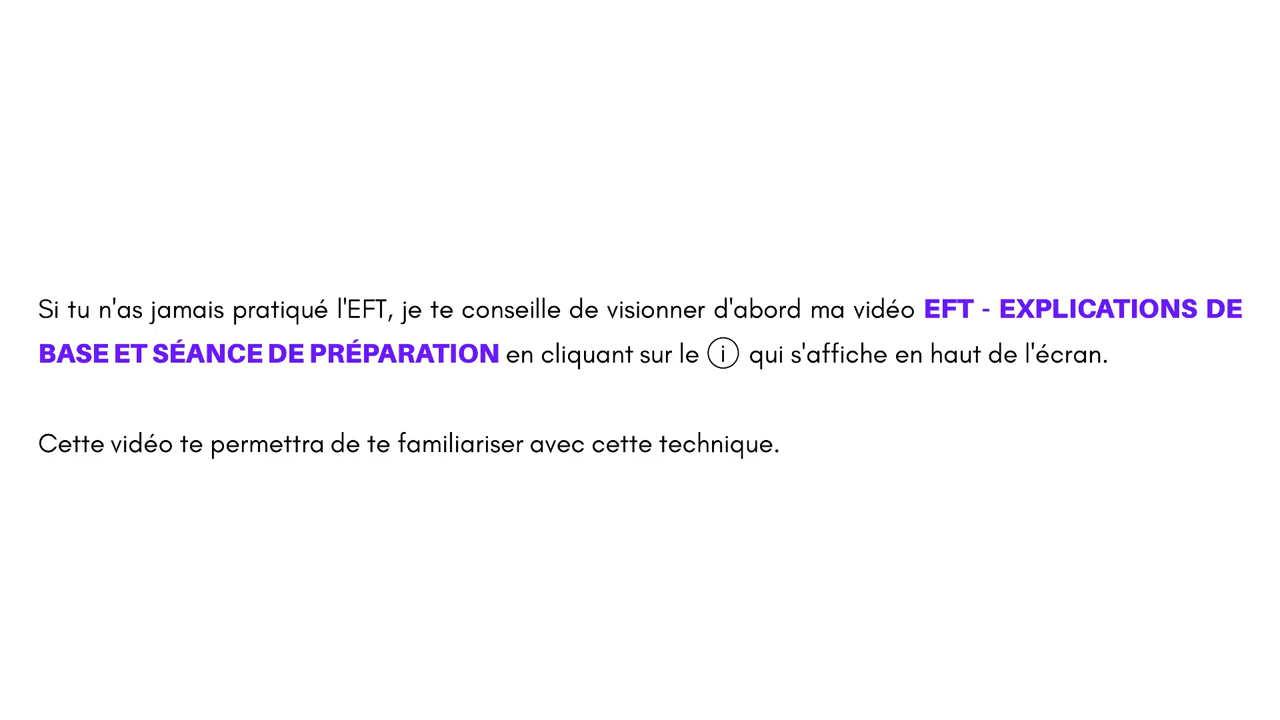 Si tu n'as jamais pratiqué l'EFT, je te conseille de visionner d'abord ma vidéo EFT - EXPLICATIONS DE
BASE ET SÉANCE DE PRÉPARATION en cliquant sur le ⓘ qui s'affiche en haut de l'écran.
Cette vidéo te permettra de te familiariser avec cette technique.